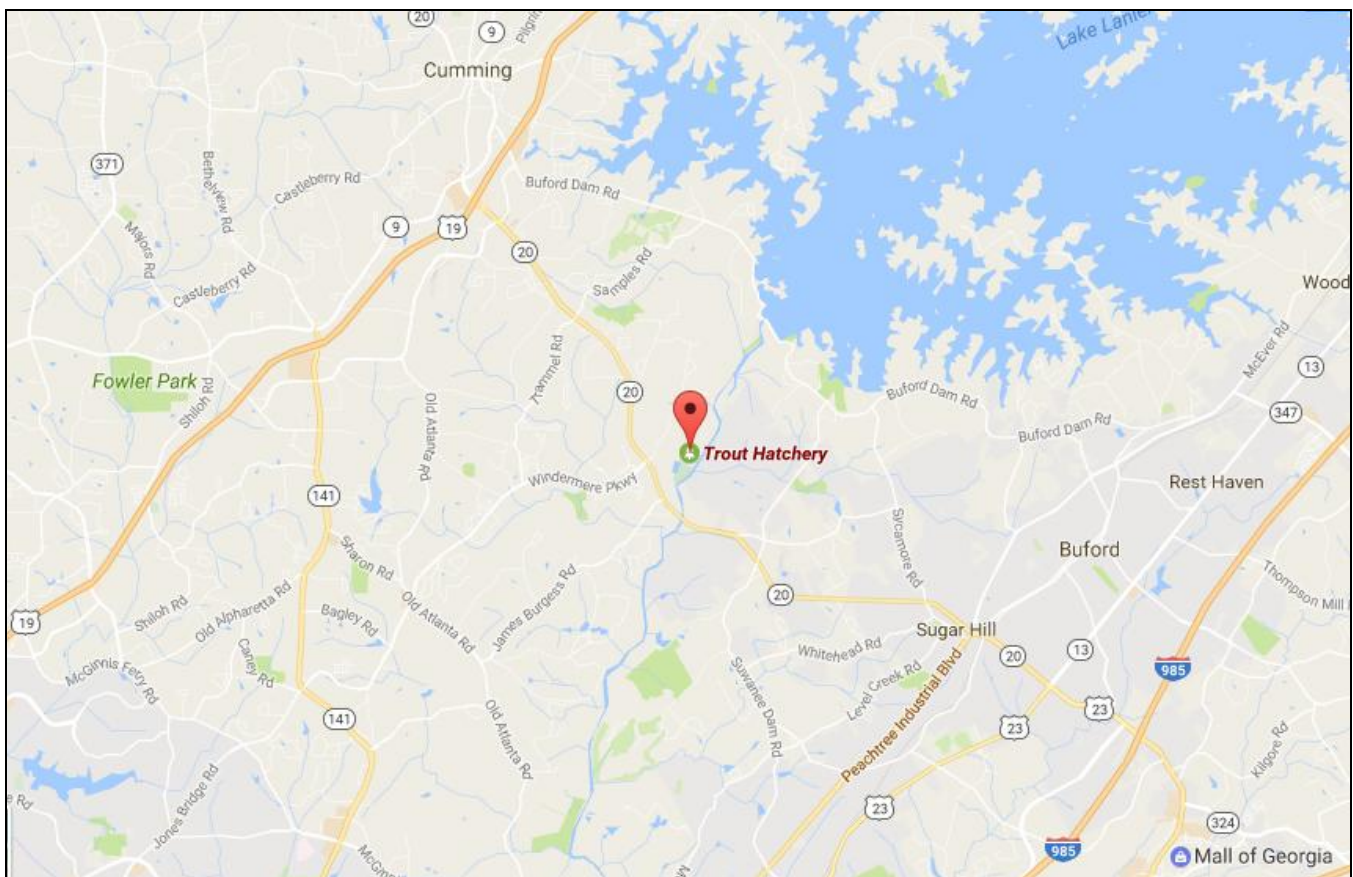 20
9
Pilgrim
Lake Lanier
Cumming
371
Bethelview Rd
Castleberry Rd
Buford Dam Rd
Majors Rd
9
19
20
Samples Rd
Castleberry Rd
Wood
McEver Rd
13
Trammel Rd
Fowler Park
Shiloh Rd
Old Atlanta Rd
20
Buford Dam Rd
347
Buford Dam Rd
Trout Hatchery
Windermere Pkwy
Rest Haven
141
Sycamore Rd
Buford
Sharon Rd
Thompson Mill
James Burgess Rd
Old Alpharetta Rd
Shiloh Rd
Bagley Rd
Old Atlanta Rd
20
19
Sugar Hill
Whitehead Rd
20
13
Caney Rd
McGinnis Ferry Rd
Suwanee Dam Rd
Level Creek Rd
985
Peachtree Industrial Blvd
23
23
141
Old Atlanta Rd
Kilgore Rd
Jones Bridge Rd
e Rd
23
324
985
Mall of Georgia
McGinn